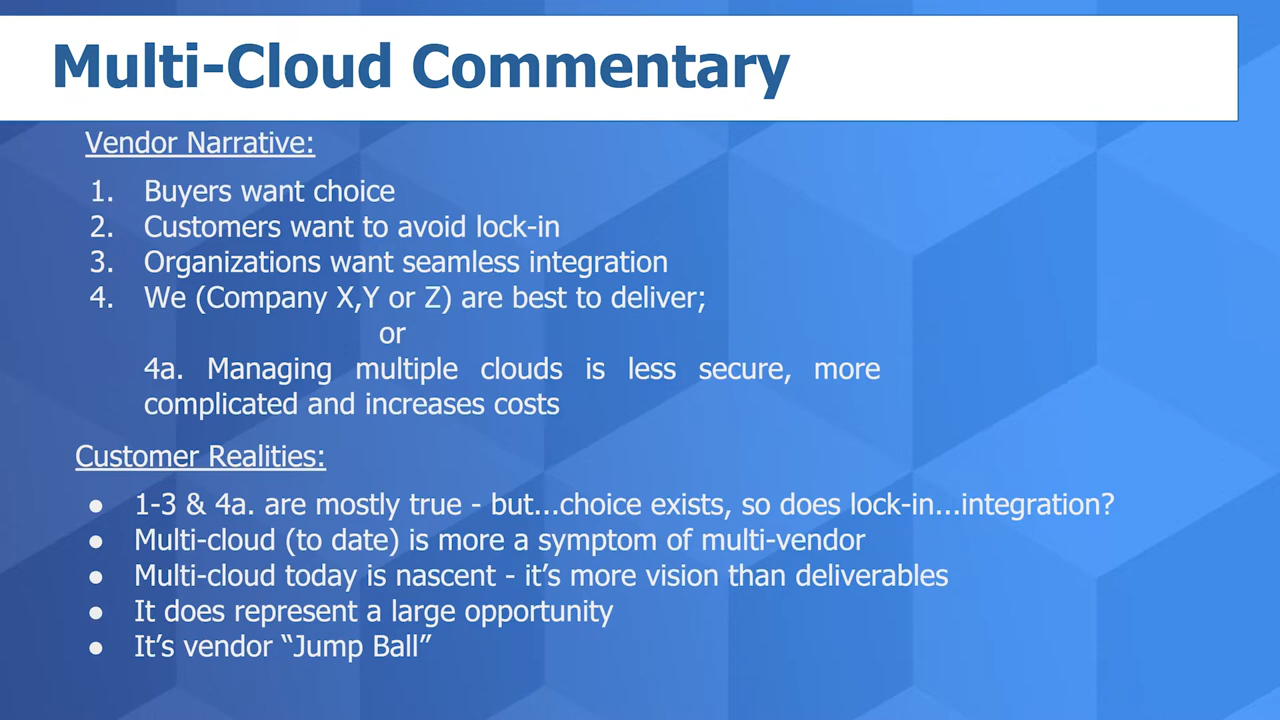 Multi-Cloud Commentary
Vendor Narrative:
1. Buyers want choice
2. Customers want to avoid lock-in
3. Organizations want seamless integration
4. We (Company X,Y or Z) are best to deliver;
or
4a. Managing multiple clouds is less secure, more
complicated and increases costs
Customer Realities:
● 1-3 & 4a. are mostly true - but...choice exists, so does lock-in...integration?
● Multi-cloud (to date) is more a symptom of multi-vendor
● Multi-cloud today is nascent - it’s more vision than deliverables
● It does represent a large opportunity
● It’s vendor “Jump Ball”